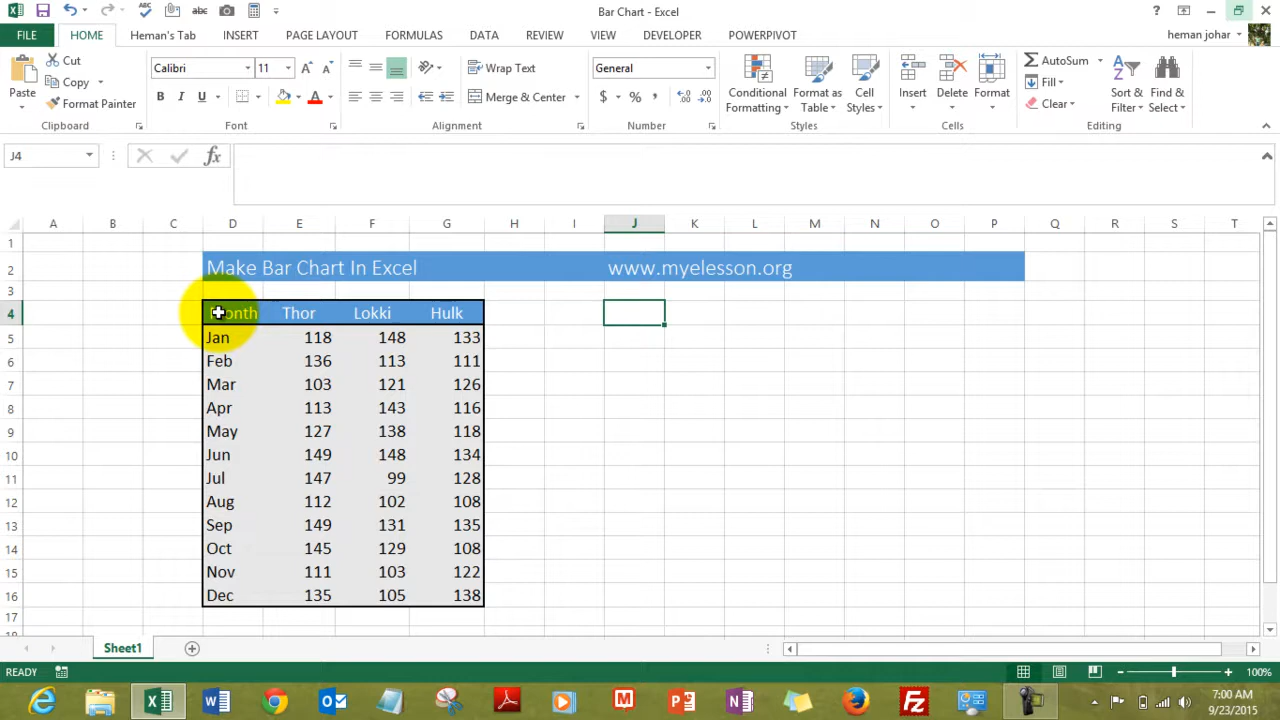 Bar Chart - Excel
FILE HOME Heman's Tab INSERT PAGE LAYOUT FORMULAS DATA REVIEW VIEW DEVELOPER POWERPIVOT heman johar
Paste Cut Copy Format Painter Clipboard
Calibri 11 B I U A Font
Wrap Text Merge & Center Alignment
General $ % , Number
Conditional Formatting Format as Table Cell Styles Styles
Insert Delete Format Cells
AutoSum Fill Clear Sort & Filter Find & Select Editing
J4 fx
A B C D E F G H I J K L M N O P Q R S T
1
2 Make Bar Chart In Excel www.myelesson.org
3
4 Month Thor Lokki Hulk
5 Jan 118 148 133
6 Feb 136 113 111
7 Mar 103 121 126
8 Apr 113 143 116
9 May 127 138 118
10 Jun 149 148 134
11 Jul 147 99 128
12 Aug 112 102 108
13 Sep 149 131 135
14 Oct 145 129 108
15 Nov 111 103 122
16 Dec 135 105 138
17
18
Sheet1
READY 100%
7:00 AM
9/23/2015